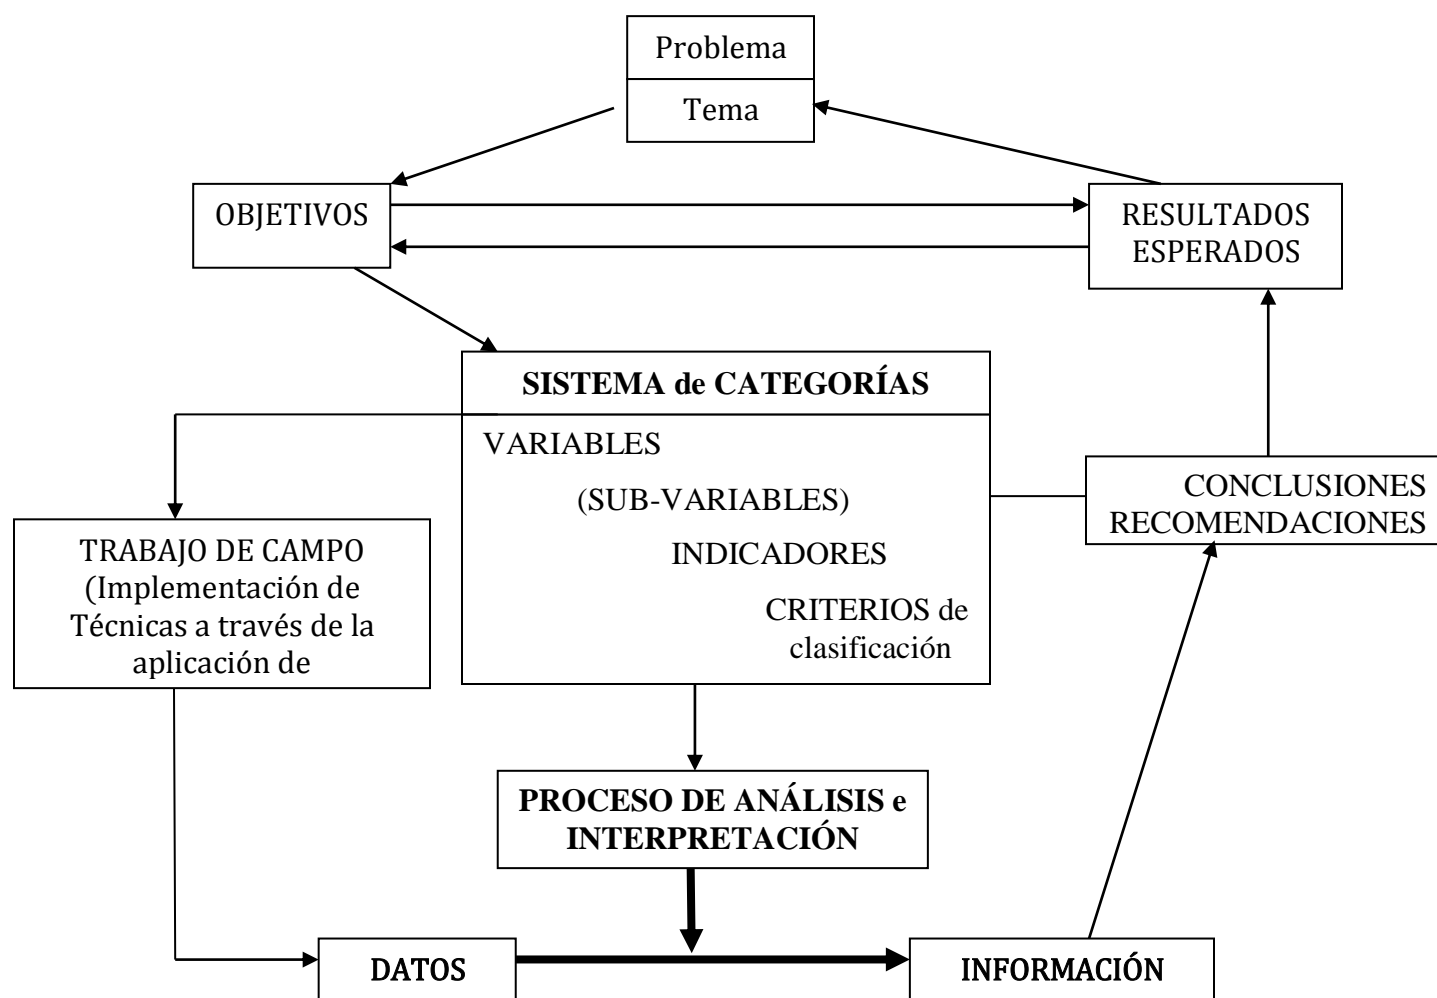 Problema
Tema
OBJETIVOS
RESULTADOS
ESPERADOS
SISTEMA de CATEGORÍAS
VARIABLES
(SUB-VARIABLES)
INDICADORES
CRITERIOS de
clasificación
CONCLUSIONES
RECOMENDACIONES
TRABAJO DE CAMPO
(Implementación de
Técnicas a través de la
aplicación de
PROCESO DE ANÁLISIS e
INTERPRETACIÓN
DATOS
INFORMACIÓN